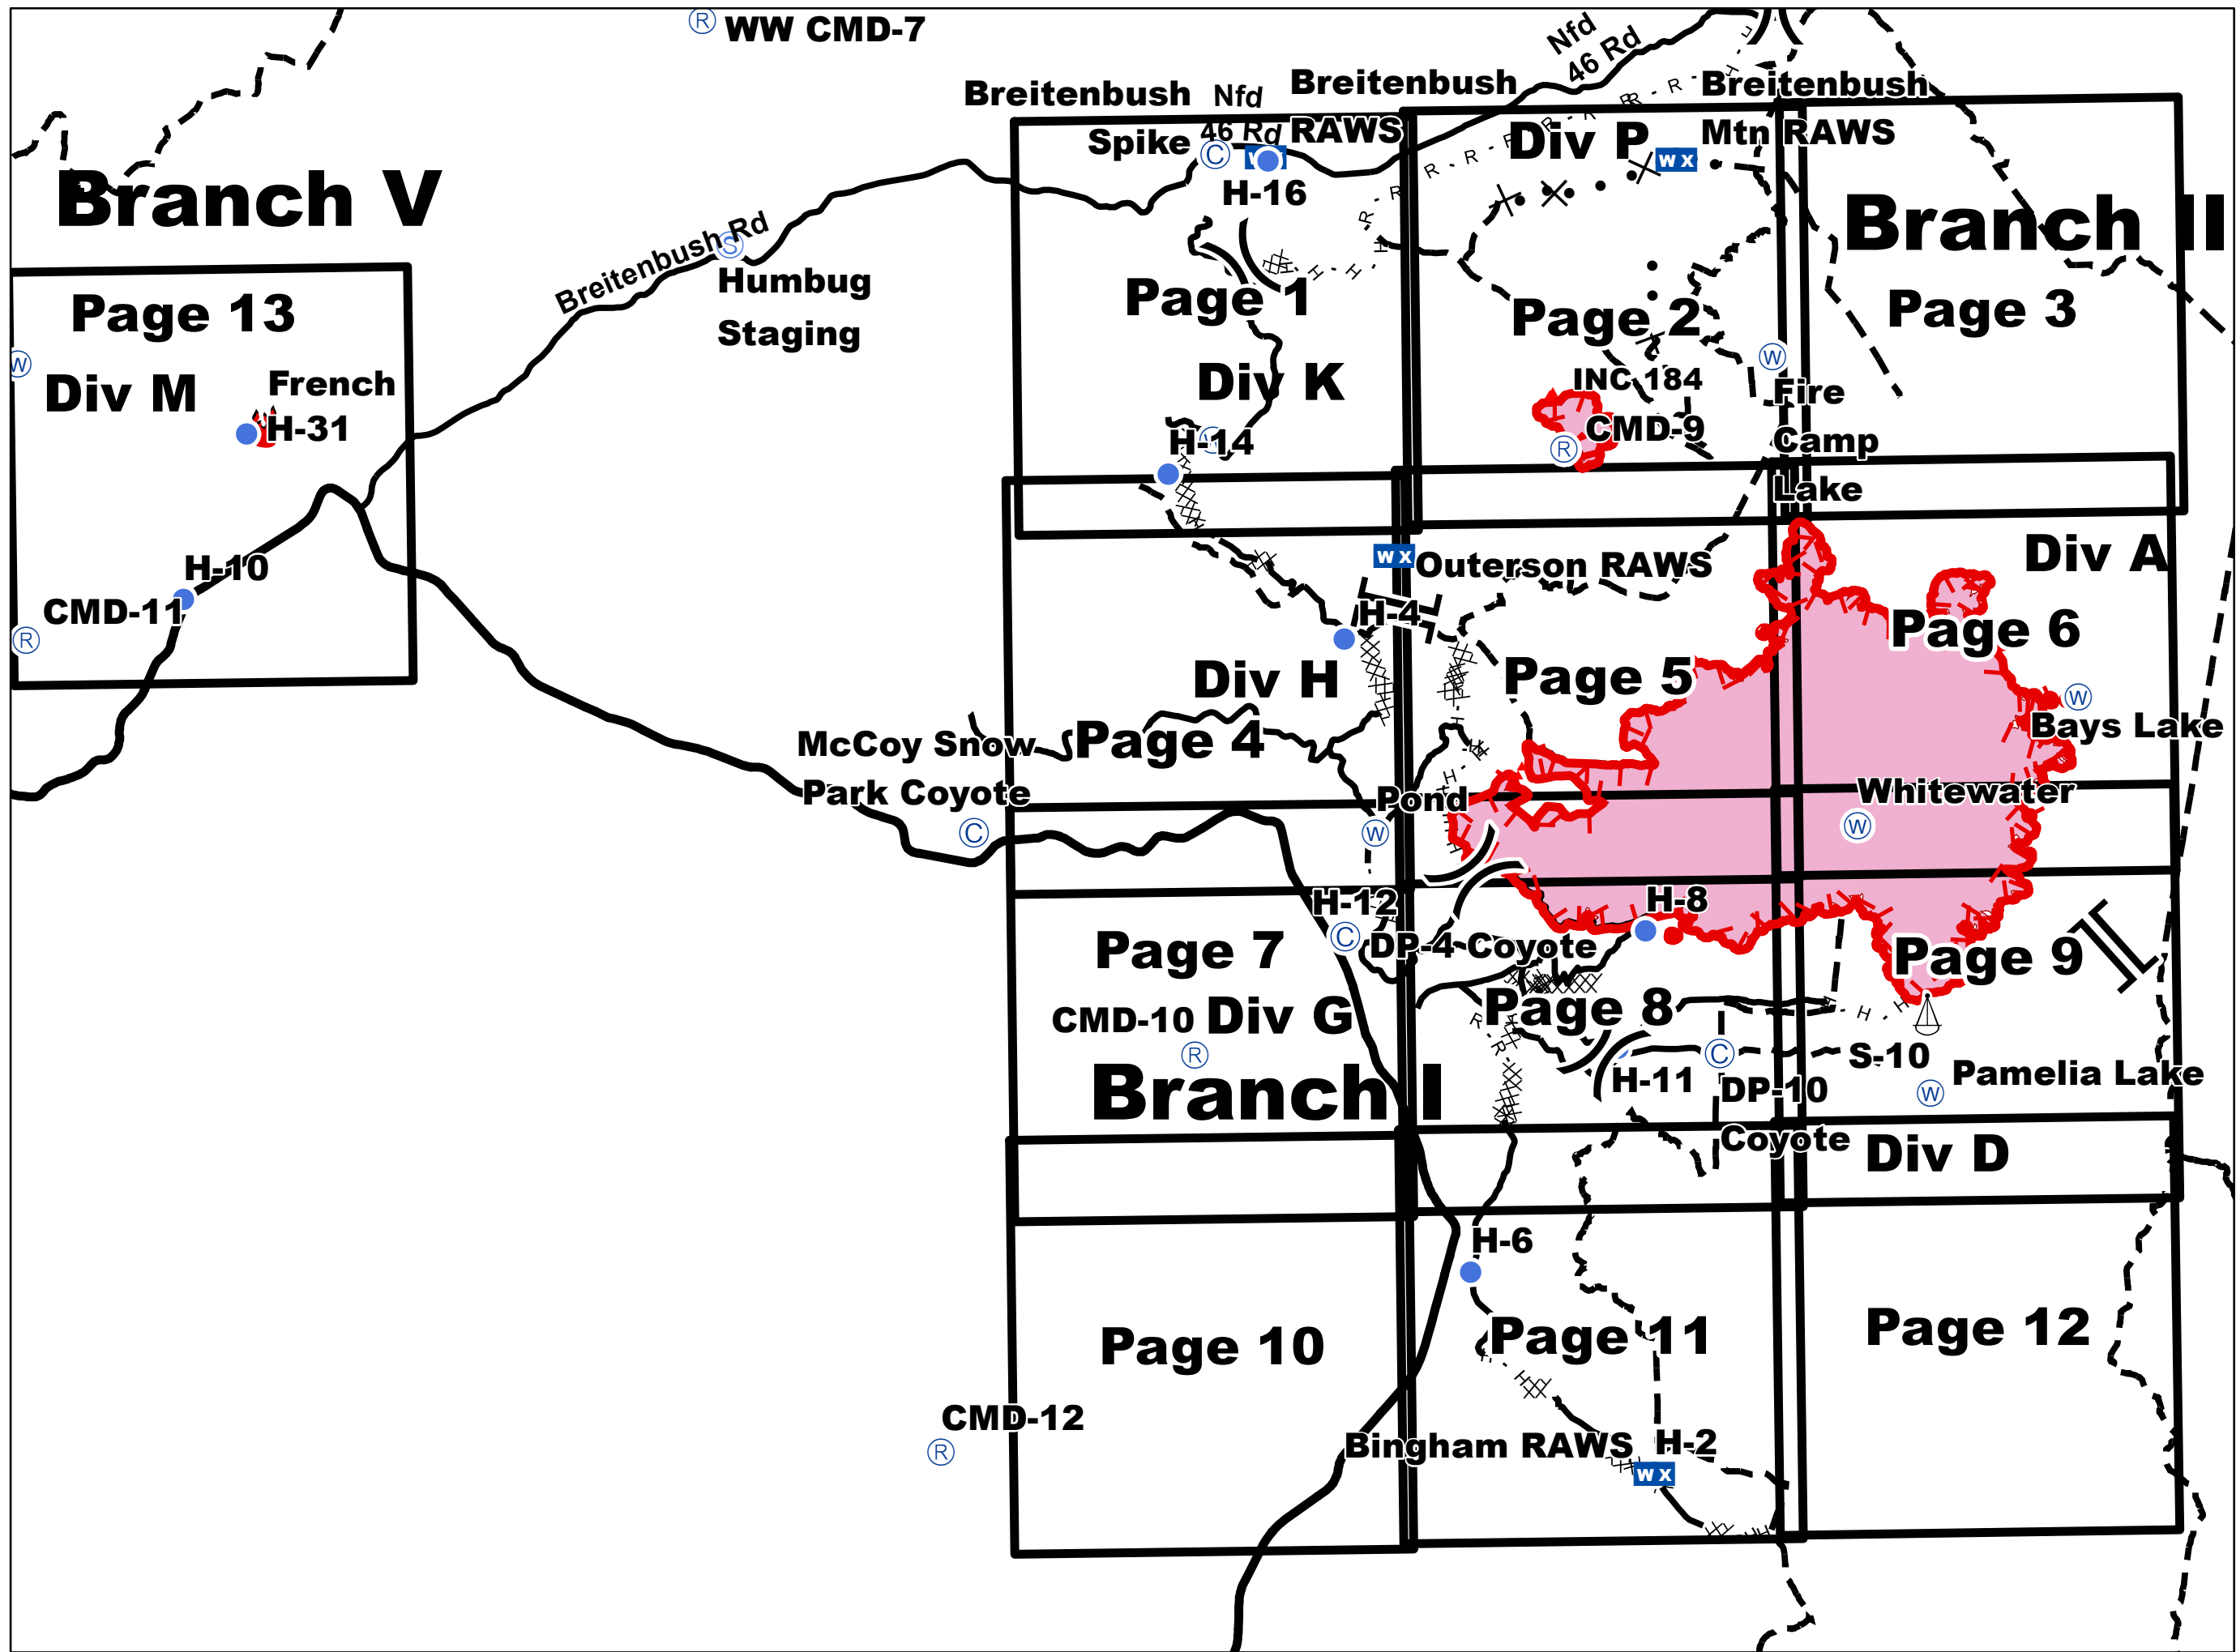 Ⓡ WW CMD-7
Nfd
46 Rd
Breitenbush
Spike
Nfd
46 Rd
Breitenbush
RAWS
Breitenbush
Mtn RAWS
Div P
Branch V
Branch II
H-16
Breitenbush Rd
Humbug
Staging
Page 13
Page 1
Page 2
Page 3
Div M
French
H-31
Div K
INC 184
CMD-9
Fire
Camp
Lake
H-14
Outerson RAWS
Div A
H-10
CMD-11
H-4
Page 6
Div H
Page 5
Page 4
McCoy Snow
Park Coyote
Bays Lake
Pond
Whitewater
H-12
H-8
DP-4 Coyote
Page 7
Page 9
CMD-10
Div G
Page 8
Branch I
H-11
DP-10
Coyote
S-10
Pamelia Lake
Div D
H-6
Page 10
Page 11
Page 12
CMD-12
Bingham RAWS
H-2
wx
wx
wx